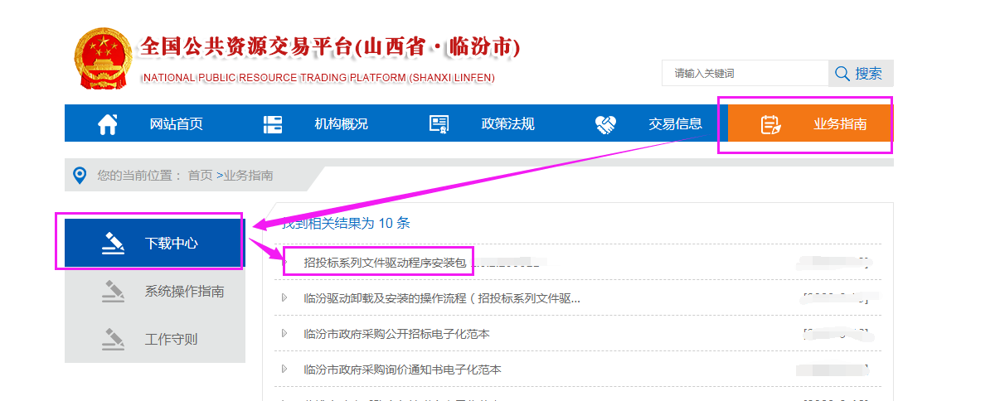 全国公共资源交易平台(山西省·临汾市)
NATIONAL PUBLIC RESOURCE TRADING PLATFORM (SHANXI LINFEN)
请输入关键词 搜索
网站首页 机构概况 政策法规 交易信息 业务指南
您的当前位置： 首页 >业务指南
下载中心
系统操作指南
工作守则
找到相关结果为 10 条
招投标系列文件驱动程序安装包
临汾驱动卸载及安装的操作流程（招投标系列文件驱...
临汾市政府采购公开招标电子化范本
临汾市政府采购询价通知书电子化范本